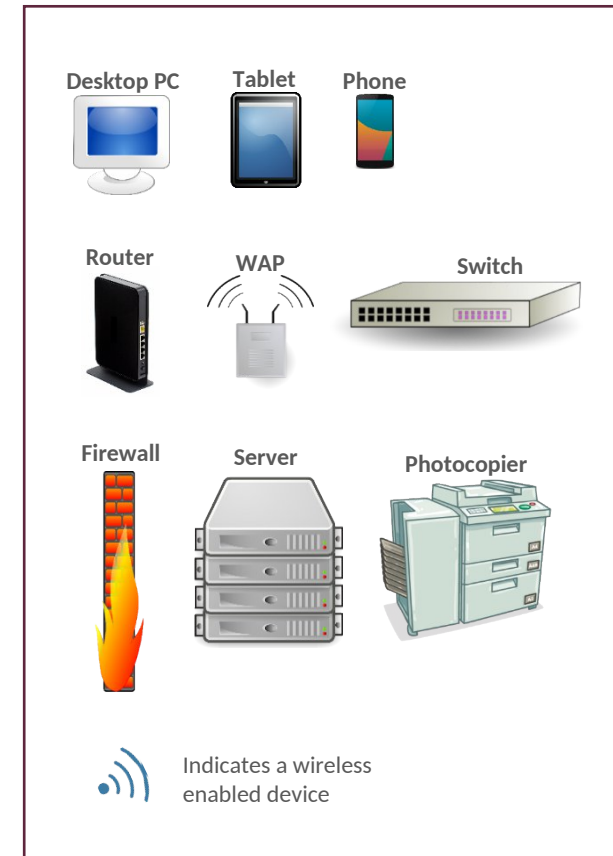 Desktop PC
Tablet
Phone
Router
WAP
Switch
Firewall
Server
Photocopier
Indicates a wireless
enabled device